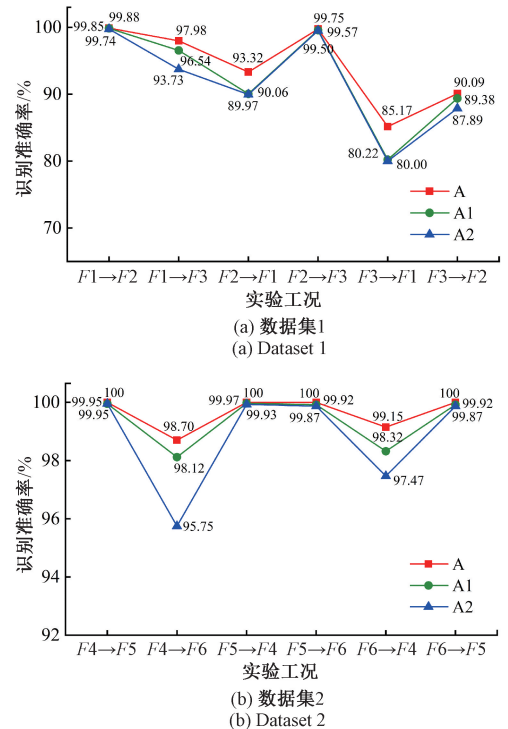 100
90
80
70
识别准确率/%
99.88
99.85
99.74
97.98
96.54
93.73
93.32
90.06
89.97
99.75
99.57
99.50
85.17
80.22
80.00
90.09
89.38
87.89
A
A1
A2
F1→F2 F1→F3 F2→F1 F2→F3 F3→F1 F3→F2
实验工况
(a) 数据集1
(a) Dataset 1
100
98
96
94
92
识别准确率/%
100
99.95
99.95
98.70
98.12
95.75
99.97
100
99.93
100
99.92
99.87
99.15
98.32
97.47
100
99.92
99.87
A
A1
A2
F4→F5 F4→F6 F5→F4 F5→F6 F6→F4 F6→F5
实验工况
(b) 数据集2
(b) Dataset 2